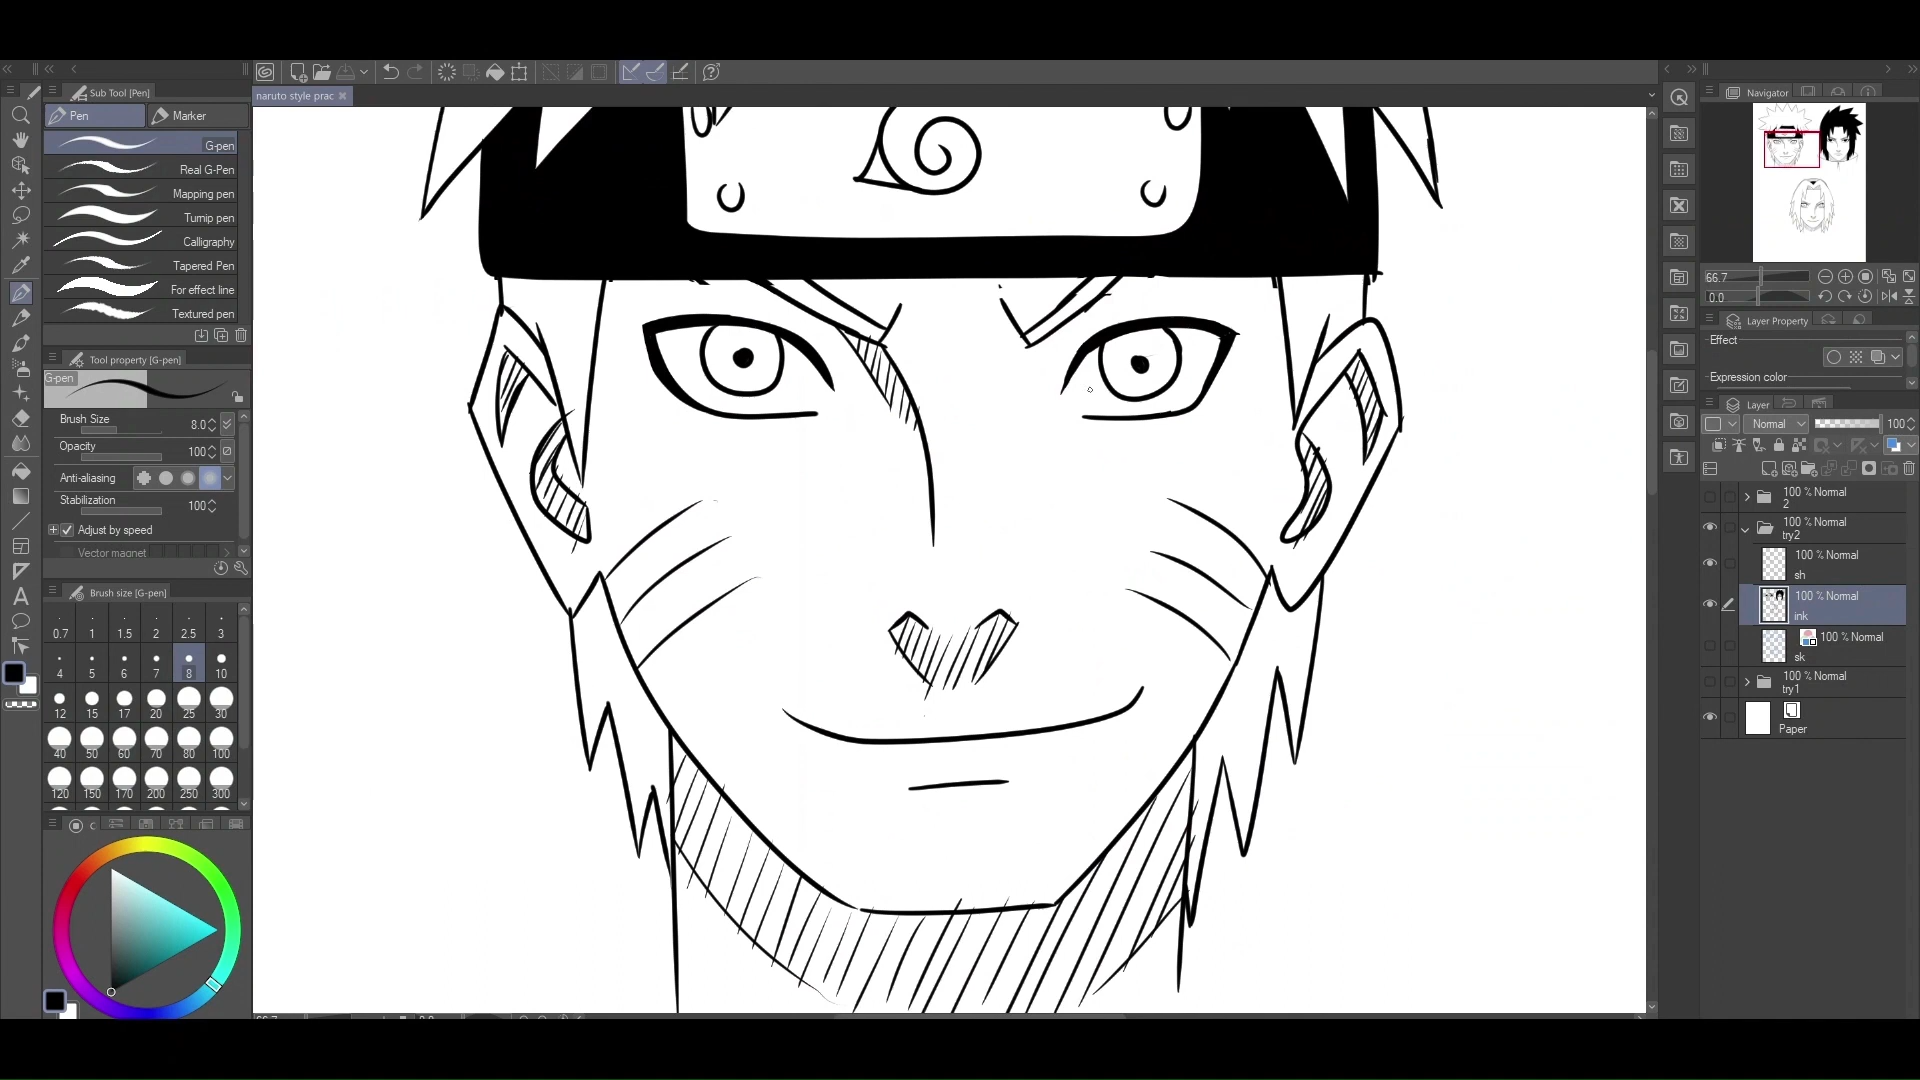 Sub Tool [Pen]
Pen
Marker
G-pen
Real G-Pen
Mapping pen
Turnip pen
Calligraphy
Tapered Pen
For effect line
Textured pen
Tool property [G-pen]
G-pen
Brush Size 8.0
Opacity 100
Anti-aliasing
Stabilization 100
Adjust by speed
Vector magnet
Brush size [G-pen]
0.7 1 1.5 2 2.5 3
4 5 6 7 8 10
12 15 17 20 25 30
40 50 60 70 80 100
120 150 170 200 250 300
naruto style prac
Navigator
66.7
0.0
Layer Property
Effect
Expression color
Layer
Normal 100
100 % Normal
2
100 % Normal
try2
100 % Normal
sh
100 % Normal
ink
100 % Normal
sk
100 % Normal
try1
Paper